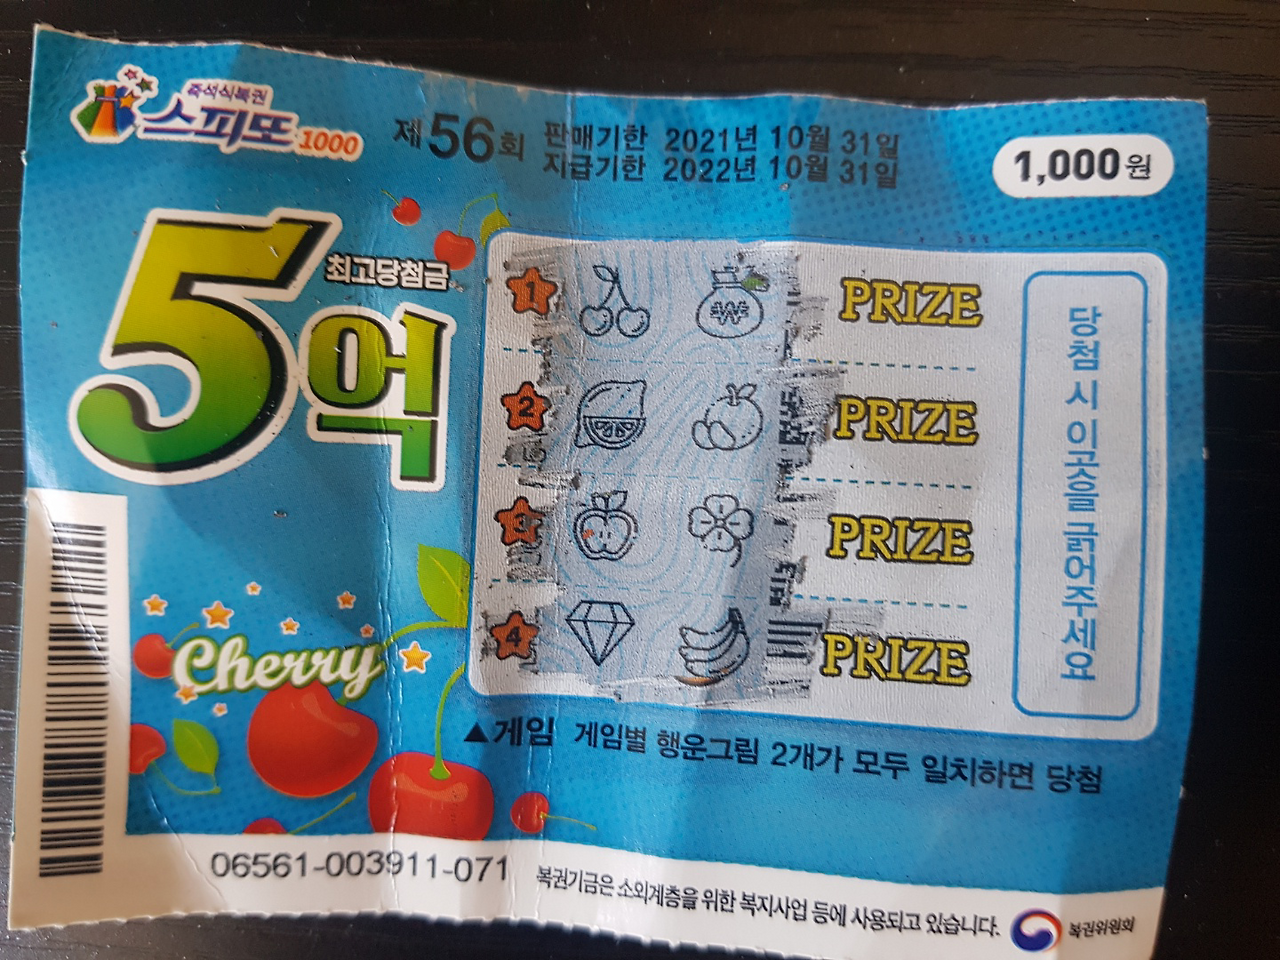 즉석식복권
스피또1000
제56회
판매기한 2021년 10월 31일
지급기한 2022년 10월 31일
1,000원
최고당첨금
5억
1
₩
PRIZE
2
PRIZE
3
PRIZE
4
PRIZE
당첨 시 이곳을 긁어주세요
Cherry
▲게임 게임별 행운그림 2개가 모두 일치하면 당첨
06561-003911-071
복권기금은 소외계층을 위한 복지사업 등에 사용되고 있습니다.
복권위원회